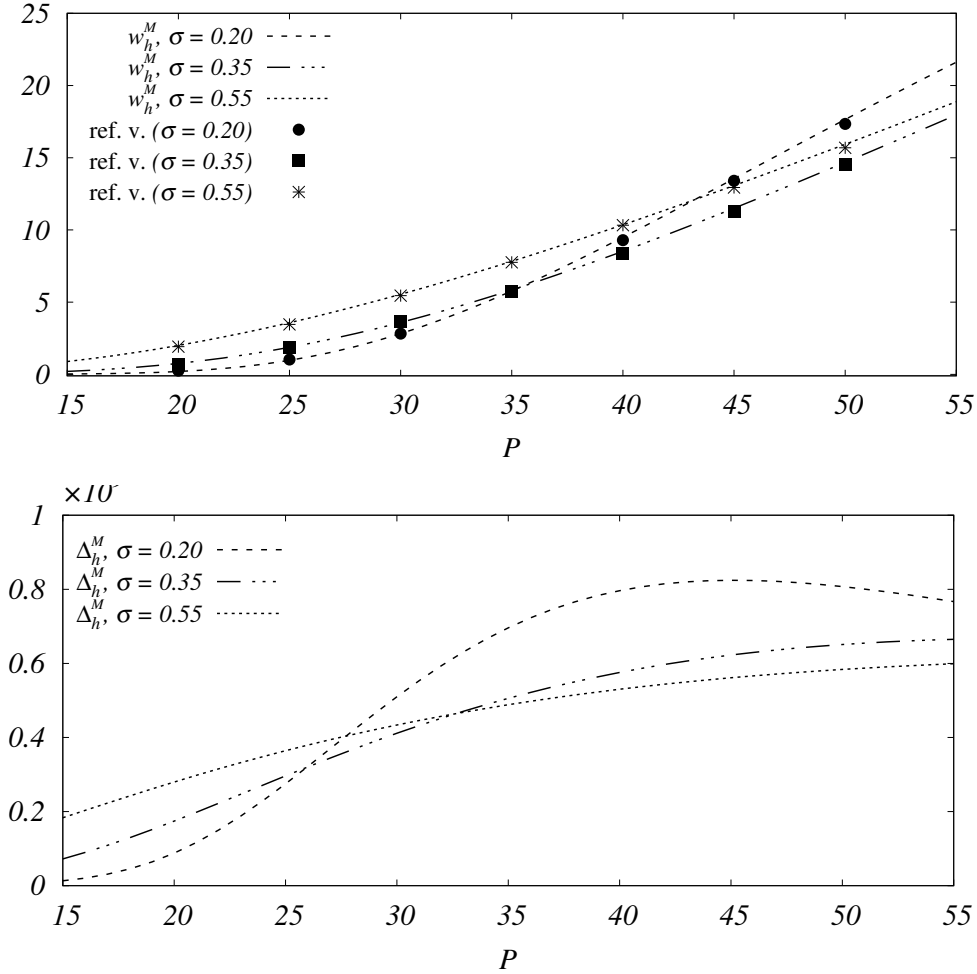 25
20
15
10
5
0
w_h^M, σ = 0.20
w_h^M, σ = 0.35
w_h^M, σ = 0.55
ref. v. (σ = 0.20)
ref. v. (σ = 0.35)
ref. v. (σ = 0.55)
15 20 25 30 35 40 45 50 55
P
×10
1
0.8
0.6
0.4
0.2
0
Δ_h^M, σ = 0.20
Δ_h^M, σ = 0.35
Δ_h^M, σ = 0.55
15 20 25 30 35 40 45 50 55
P